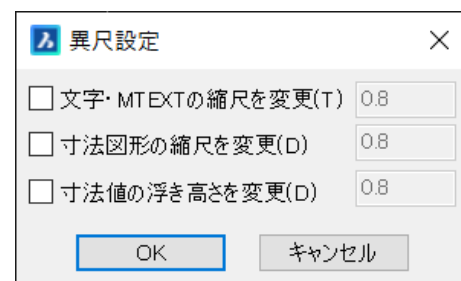 異尺設定
文字・MTEXTの縮尺を変更(T) 0.8
寸法図形の縮尺を変更(D) 0.8
寸法値の浮き高さを変更(D) 0.8
OK キャンセル